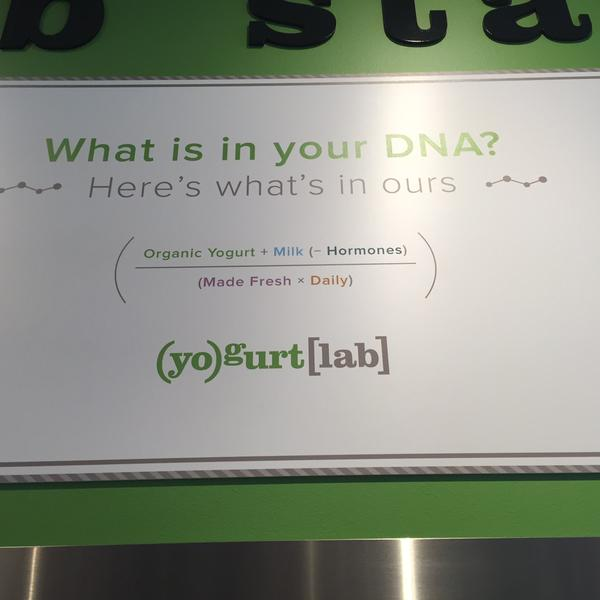 b sta
What is in your DNA?
Here's what's in ours
Organic Yogurt + Milk (– Hormones)
(Made Fresh × Daily)
(yo)gurt[lab]